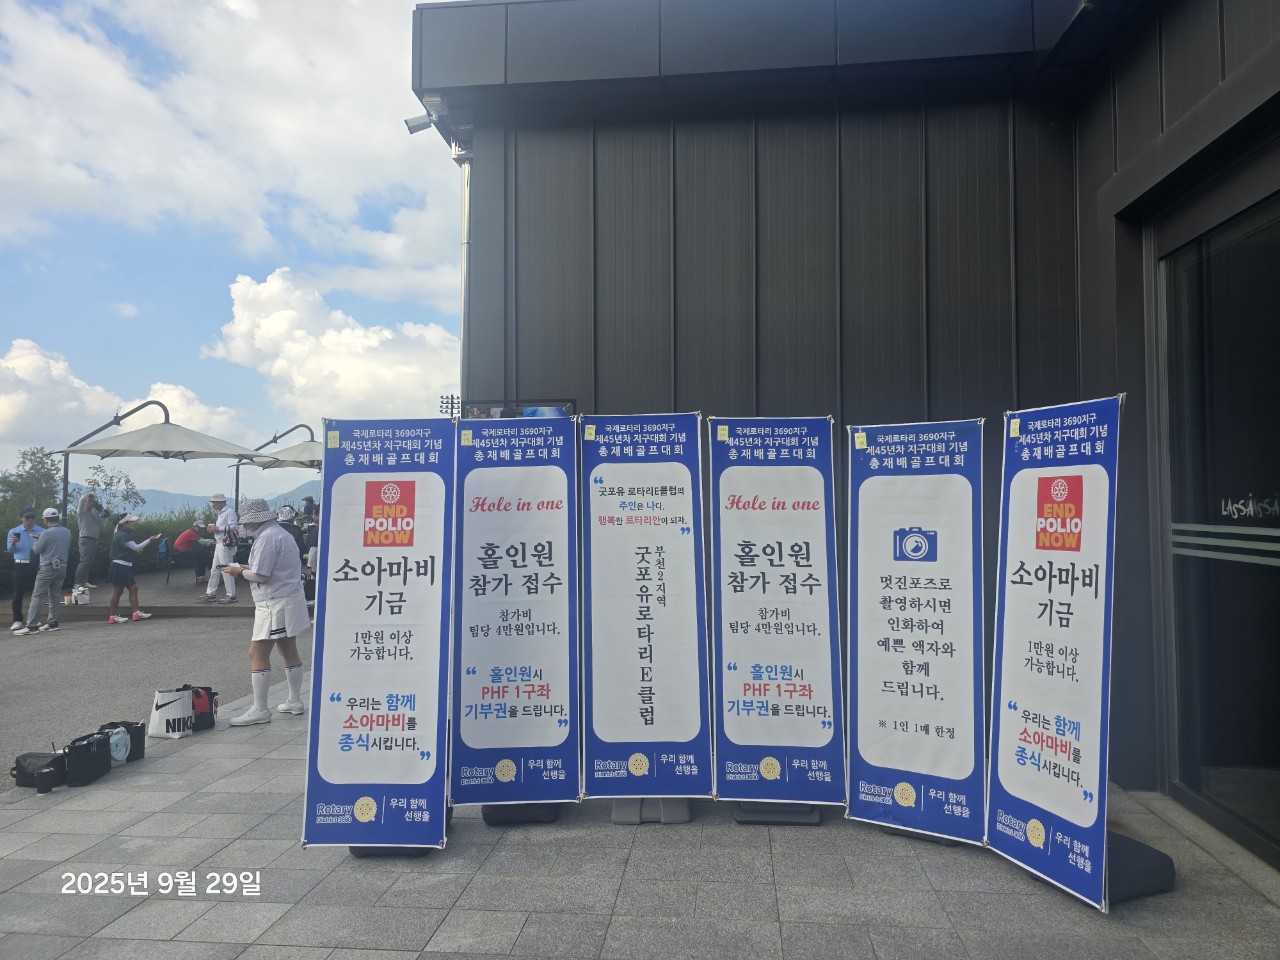 국제로타리 3690지구
제45년차 지구대회 기념
총재배골프대회
END
POLIO
NOW
소아마비
기금
1만원 이상
가능합니다.
“ 우리는 함께
소아마비를
종식시킵니다. ”
Rotary
District 3690
우리 함께
선행을
국제로타리 3690지구
제45년차 지구대회 기념
총재배골프대회
Hole in one
홀인원
참가 접수
참가비
팀당 4만원입니다.
“ 홀인원시
PHF 1구좌
기부권을 드립니다. ”
Rotary
District 3690
우리 함께
선행을
국제로타리 3690지구
제45년차 지구대회 기념
총재배골프대회
“ 굿포유 로타리E클럽의
주인은 나다.
행복한 로타리안이 되자. ”
부천2지역
굿포유로타리E클럽
Rotary
District 3690
우리 함께
선행을
국제로타리 3690지구
제45년차 지구대회 기념
총재배골프대회
Hole in one
홀인원
참가 접수
참가비
팀당 4만원입니다.
“ 홀인원시
PHF 1구좌
기부권을 드립니다. ”
Rotary
District 3690
우리 함께
선행을
국제로타리 3690지구
제45년차 지구대회 기념
총재배골프대회
멋진포즈로
촬영하시면
인화하여
예쁜 액자와
함께
드립니다.
※ 1인 1매 한정
Rotary
District 3690
우리 함께
선행을
국제로타리 3690지구
제45년차 지구대회 기념
총재배골프대회
END
POLIO
NOW
소아마비
기금
1만원 이상
가능합니다.
“ 우리는 함께
소아마비를
종식시킵니다. ”
Rotary
District 3690
우리 함께
선행을
NIKE
2025년 9월 29일